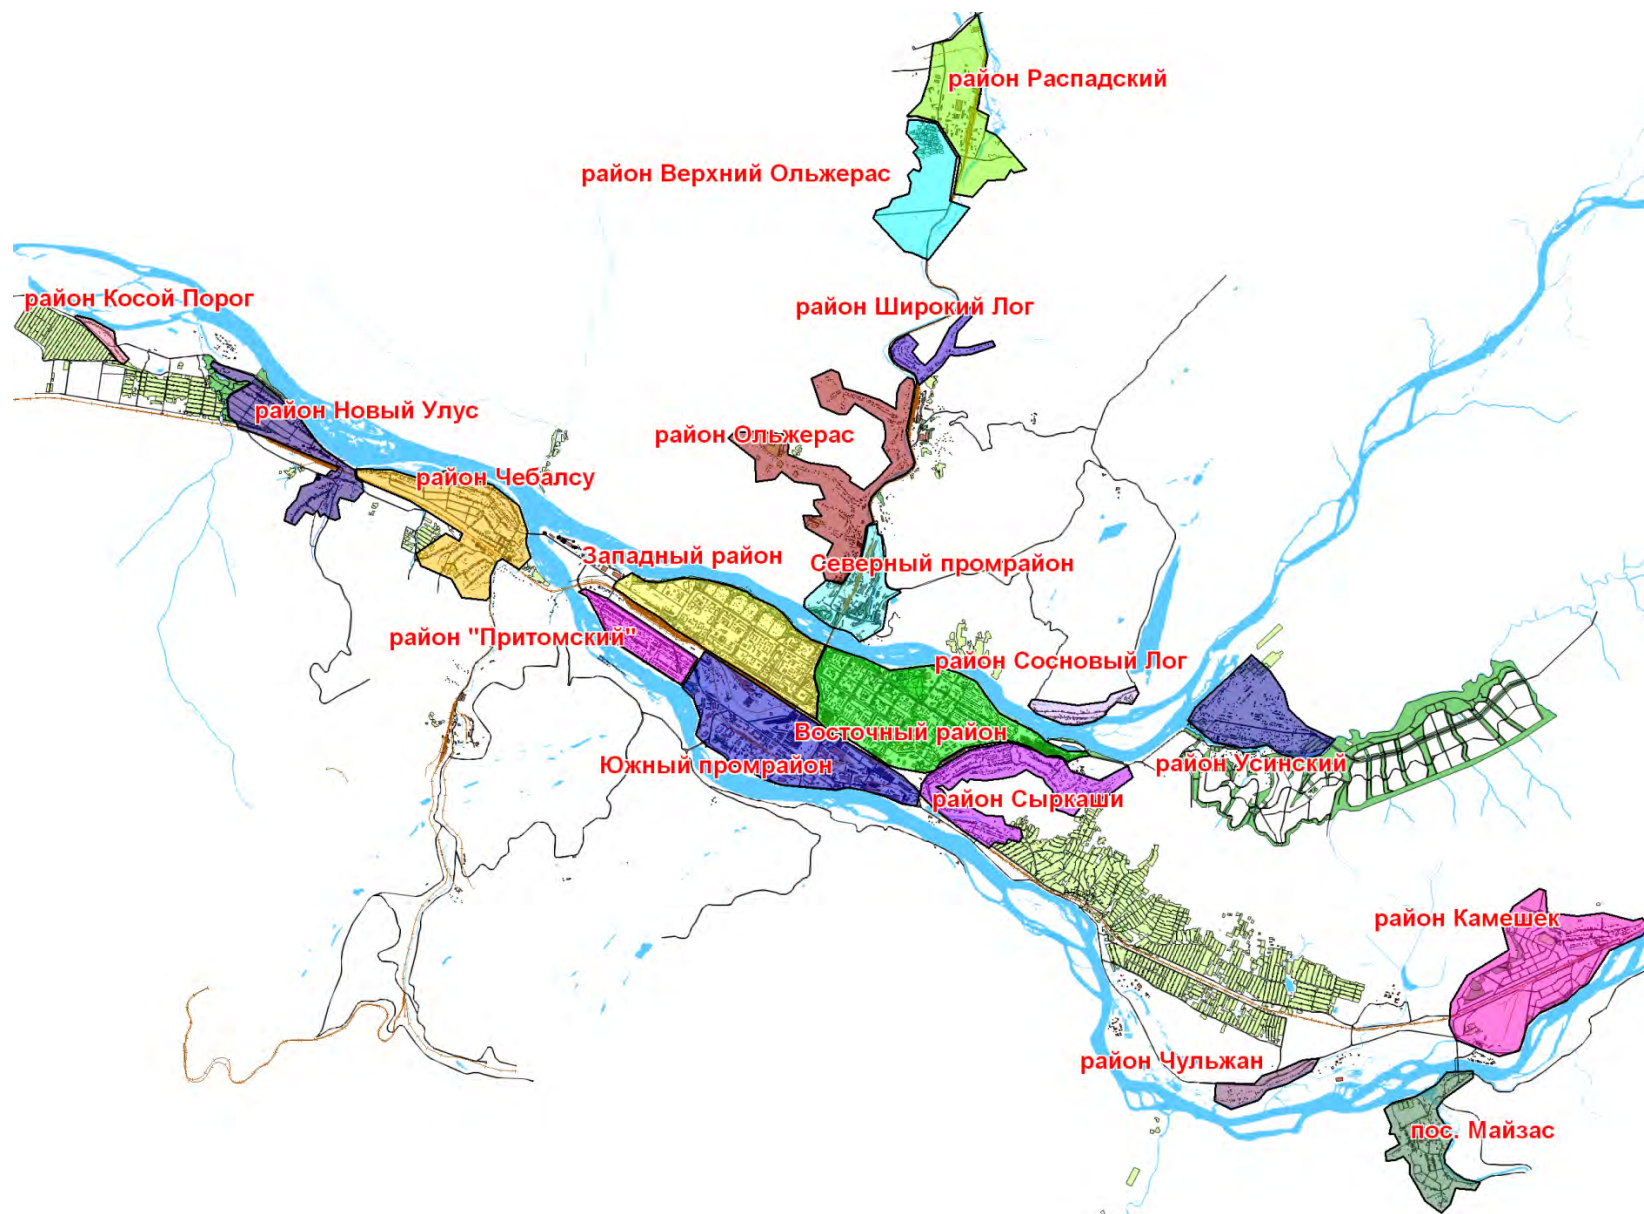 район Распадский
район Верхний Ольжерас
район Косой Порог
район Широкий Лог
район Новый Улус
район Ольжерас
район Чебалсу
Западный район
Северный промрайон
район "Притомский"
район Сосновый Лог
Восточный район
Южный промрайон
район Усинский
район Сыркаши
район Камешек
район Чульжан
пос. Майзас